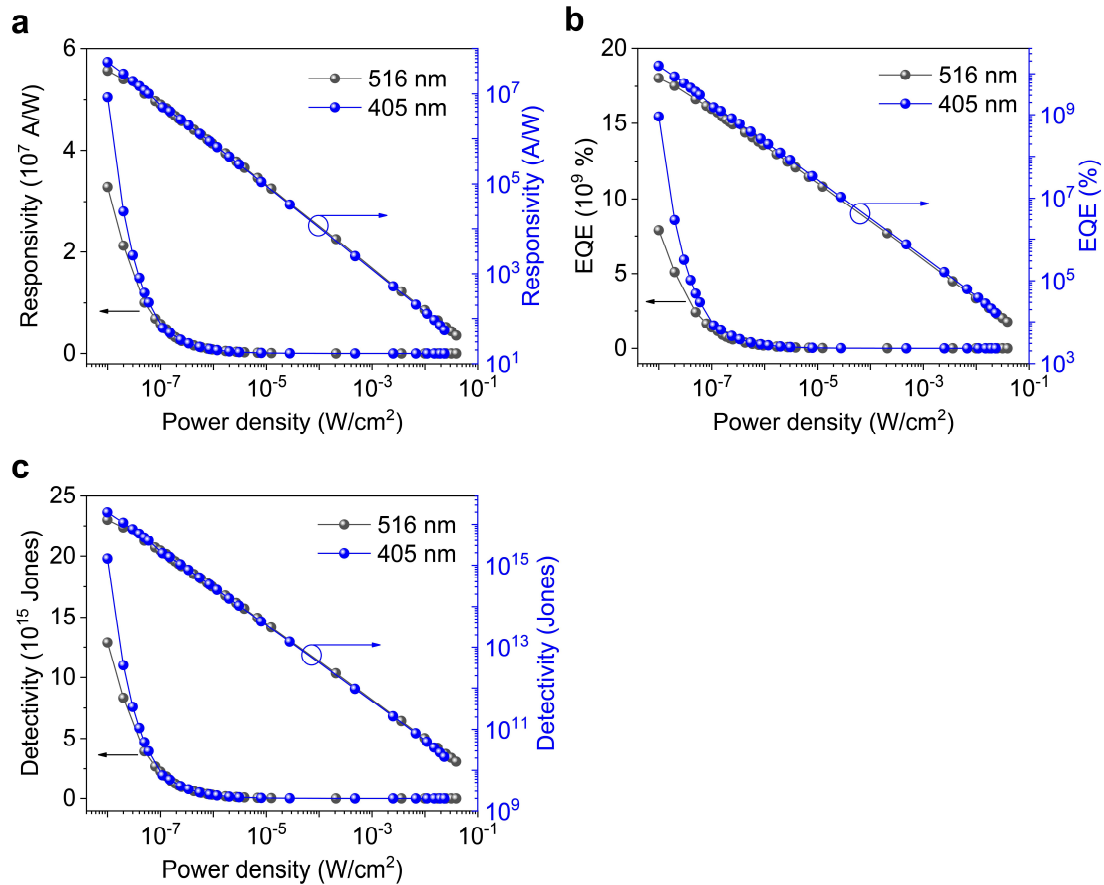 a
6
4
2
0
Responsivity (10⁷ A/W)
516 nm
405 nm
10⁷
10⁵
10³
10¹
Responsivity (A/W)
10⁻⁷
10⁻⁵
10⁻³
10⁻¹
Power density (W/cm²)
b
20
15
10
5
0
EQE (10⁹ %)
516 nm
405 nm
10⁹
10⁷
10⁵
10³
EQE (%)
10⁻⁷
10⁻⁵
10⁻³
10⁻¹
Power density (W/cm²)
c
25
20
15
10
5
0
Detectivity (10¹⁵ Jones)
516 nm
405 nm
10¹⁵
10¹³
10¹¹
10⁹
Detectivity (Jones)
10⁻⁷
10⁻⁵
10⁻³
10⁻¹
Power density (W/cm²)